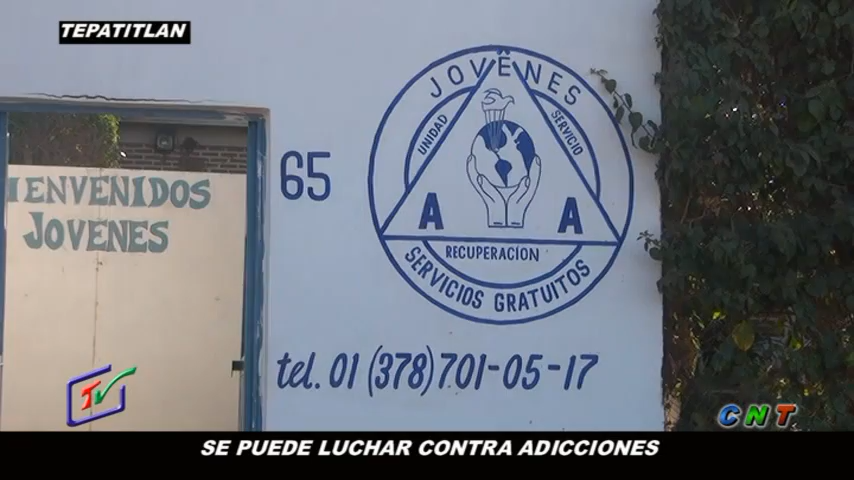 TEPATITLAN
JOVËNES
UNIDAD
SERVICIO
65
IENVENIDOS
JOVENES
A A
RECUPERACION
SERVICIOS GRATUITOS
tel. 01 (378) 701-05-17
TV
CNT
SE PUEDE LUCHAR CONTRA ADICCIONES